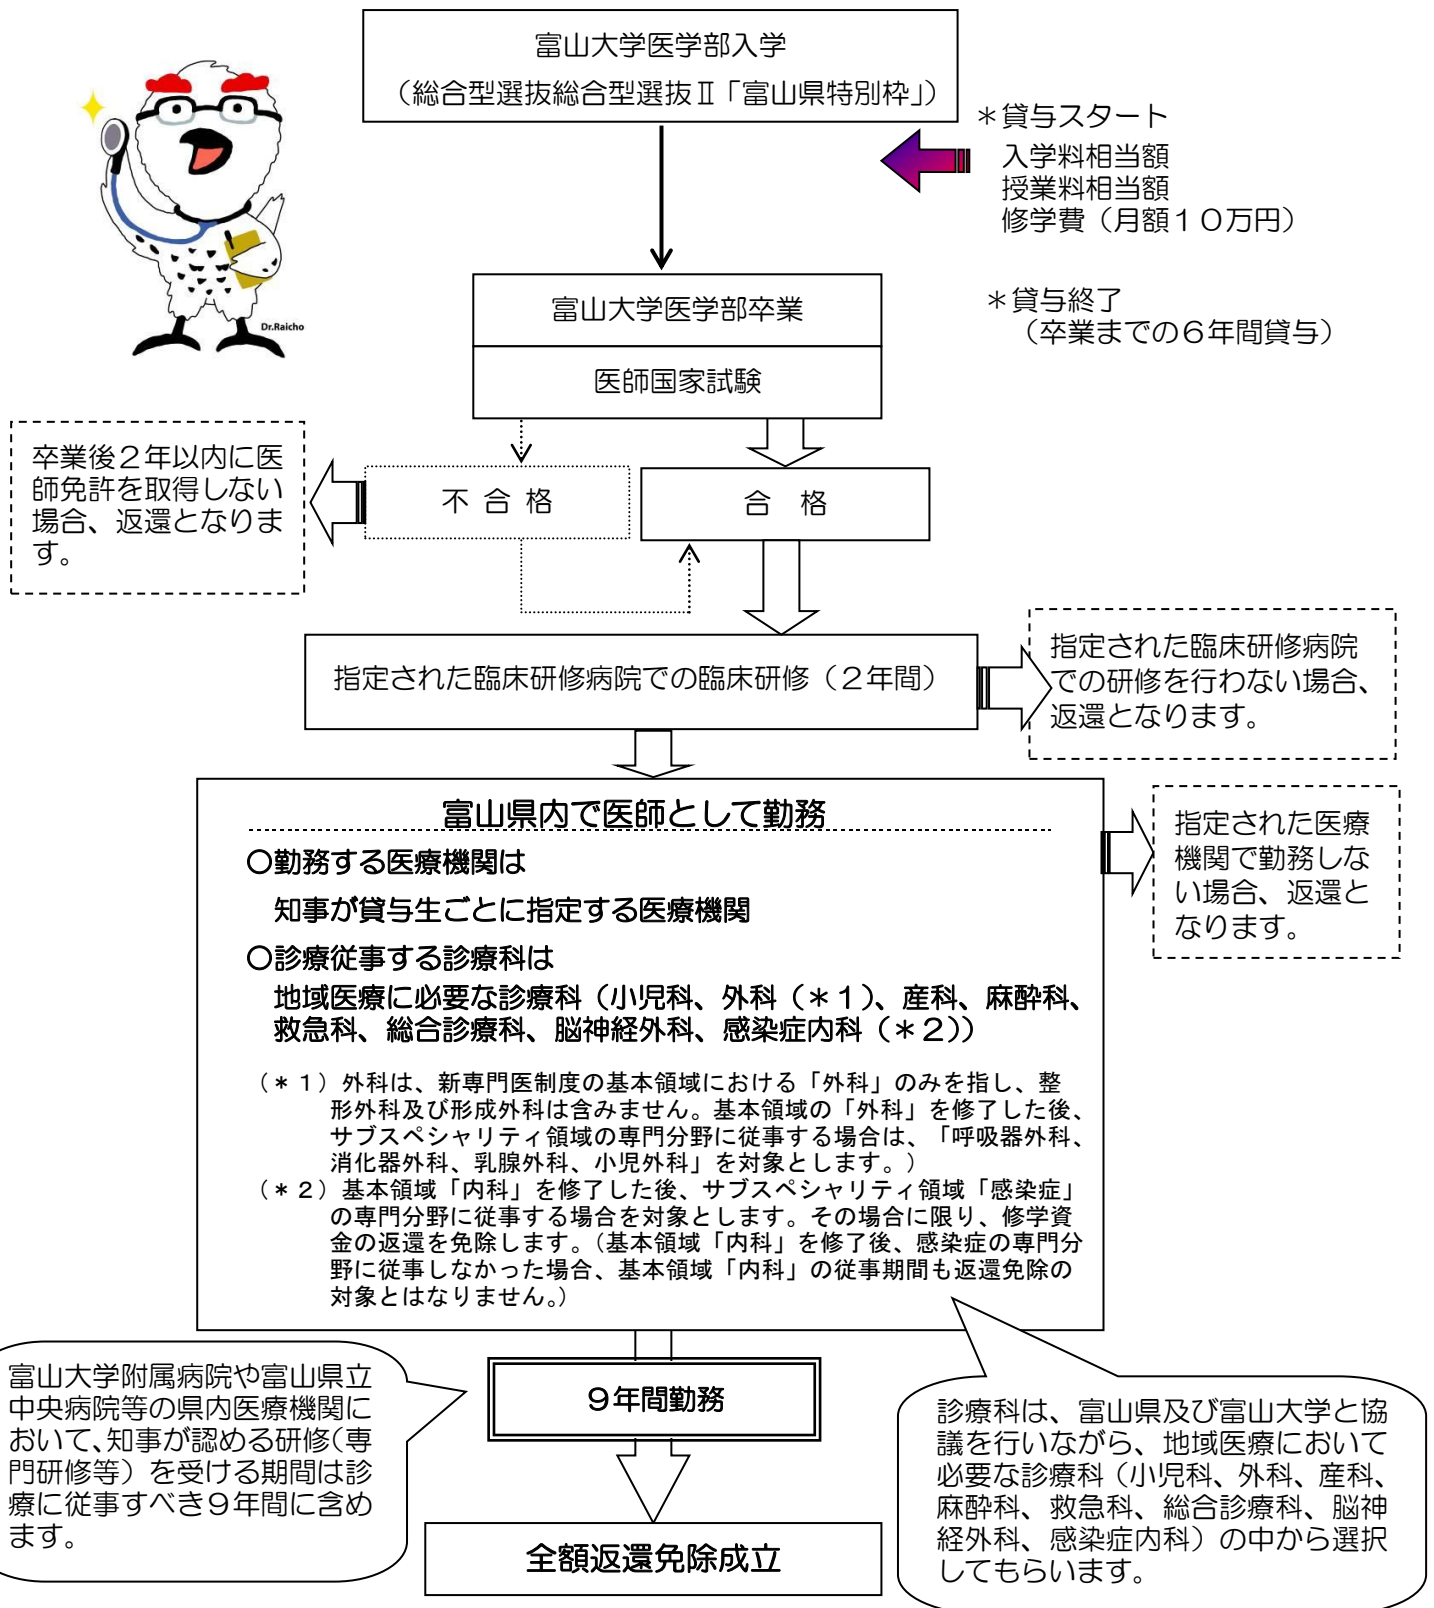 富山大学医学部入学
（総合型選抜総合型選抜Ⅱ「富山県特別枠」）
＊貸与スタート
入学料相当額
授業料相当額
修学費（月額１０万円）
Dr.Raicho
富山大学医学部卒業
＊貸与終了
（卒業までの６年間貸与）
医師国家試験
卒業後２年以内に医
師免許を取得しない
場合、返還となりま
す。
不 合 格
合　格
指定された臨床研修病院での臨床研修（２年間）
指定された臨床研修病院
での研修を行わない場合、
返還となります。
富山県内で医師として勤務
〇勤務する医療機関は
知事が貸与生ごとに指定する医療機関
〇診療従事する診療科は
地域医療に必要な診療科（小児科、外科（＊１）、産科、麻酔科、
救急科、総合診療科、脳神経外科、感染症内科（＊２））
（＊１）外科は、新専門医制度の基本領域における「外科」のみを指し、整
形外科及び形成外科は含みません。基本領域の「外科」を修了した後、
サブスペシャリティ領域の専門分野に従事する場合は、「呼吸器外科、
消化器外科、乳腺外科、小児外科」を対象とします。）
（＊２）基本領域「内科」を修了した後、サブスペシャリティ領域「感染症」
の専門分野に従事する場合を対象とします。その場合に限り、修学資
金の返還を免除します。（基本領域「内科」を修了後、感染症の専門分
野に従事しなかった場合、基本領域「内科」の従事期間も返還免除の
対象とはなりません。）
指定された医療
機関で勤務しな
い場合、返還と
なります。
富山大学附属病院や富山県立
中央病院等の県内医療機関に
おいて、知事が認める研修（専
門研修等）を受ける期間は診
療に従事すべき９年間に含め
ます。
９年間勤務
診療科は、富山県及び富山大学と協
議を行いながら、地域医療において
必要な診療科（小児科、外科、産科、
麻酔科、救急科、総合診療科、脳神
経外科、感染症内科）の中から選択
してもらいます。
全額返還免除成立